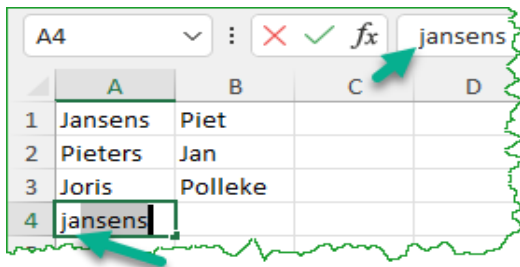 A4 fx jansens
A B C D
1 Jansens Piet
2 Pieters Jan
3 Joris Polleke
4 jansens